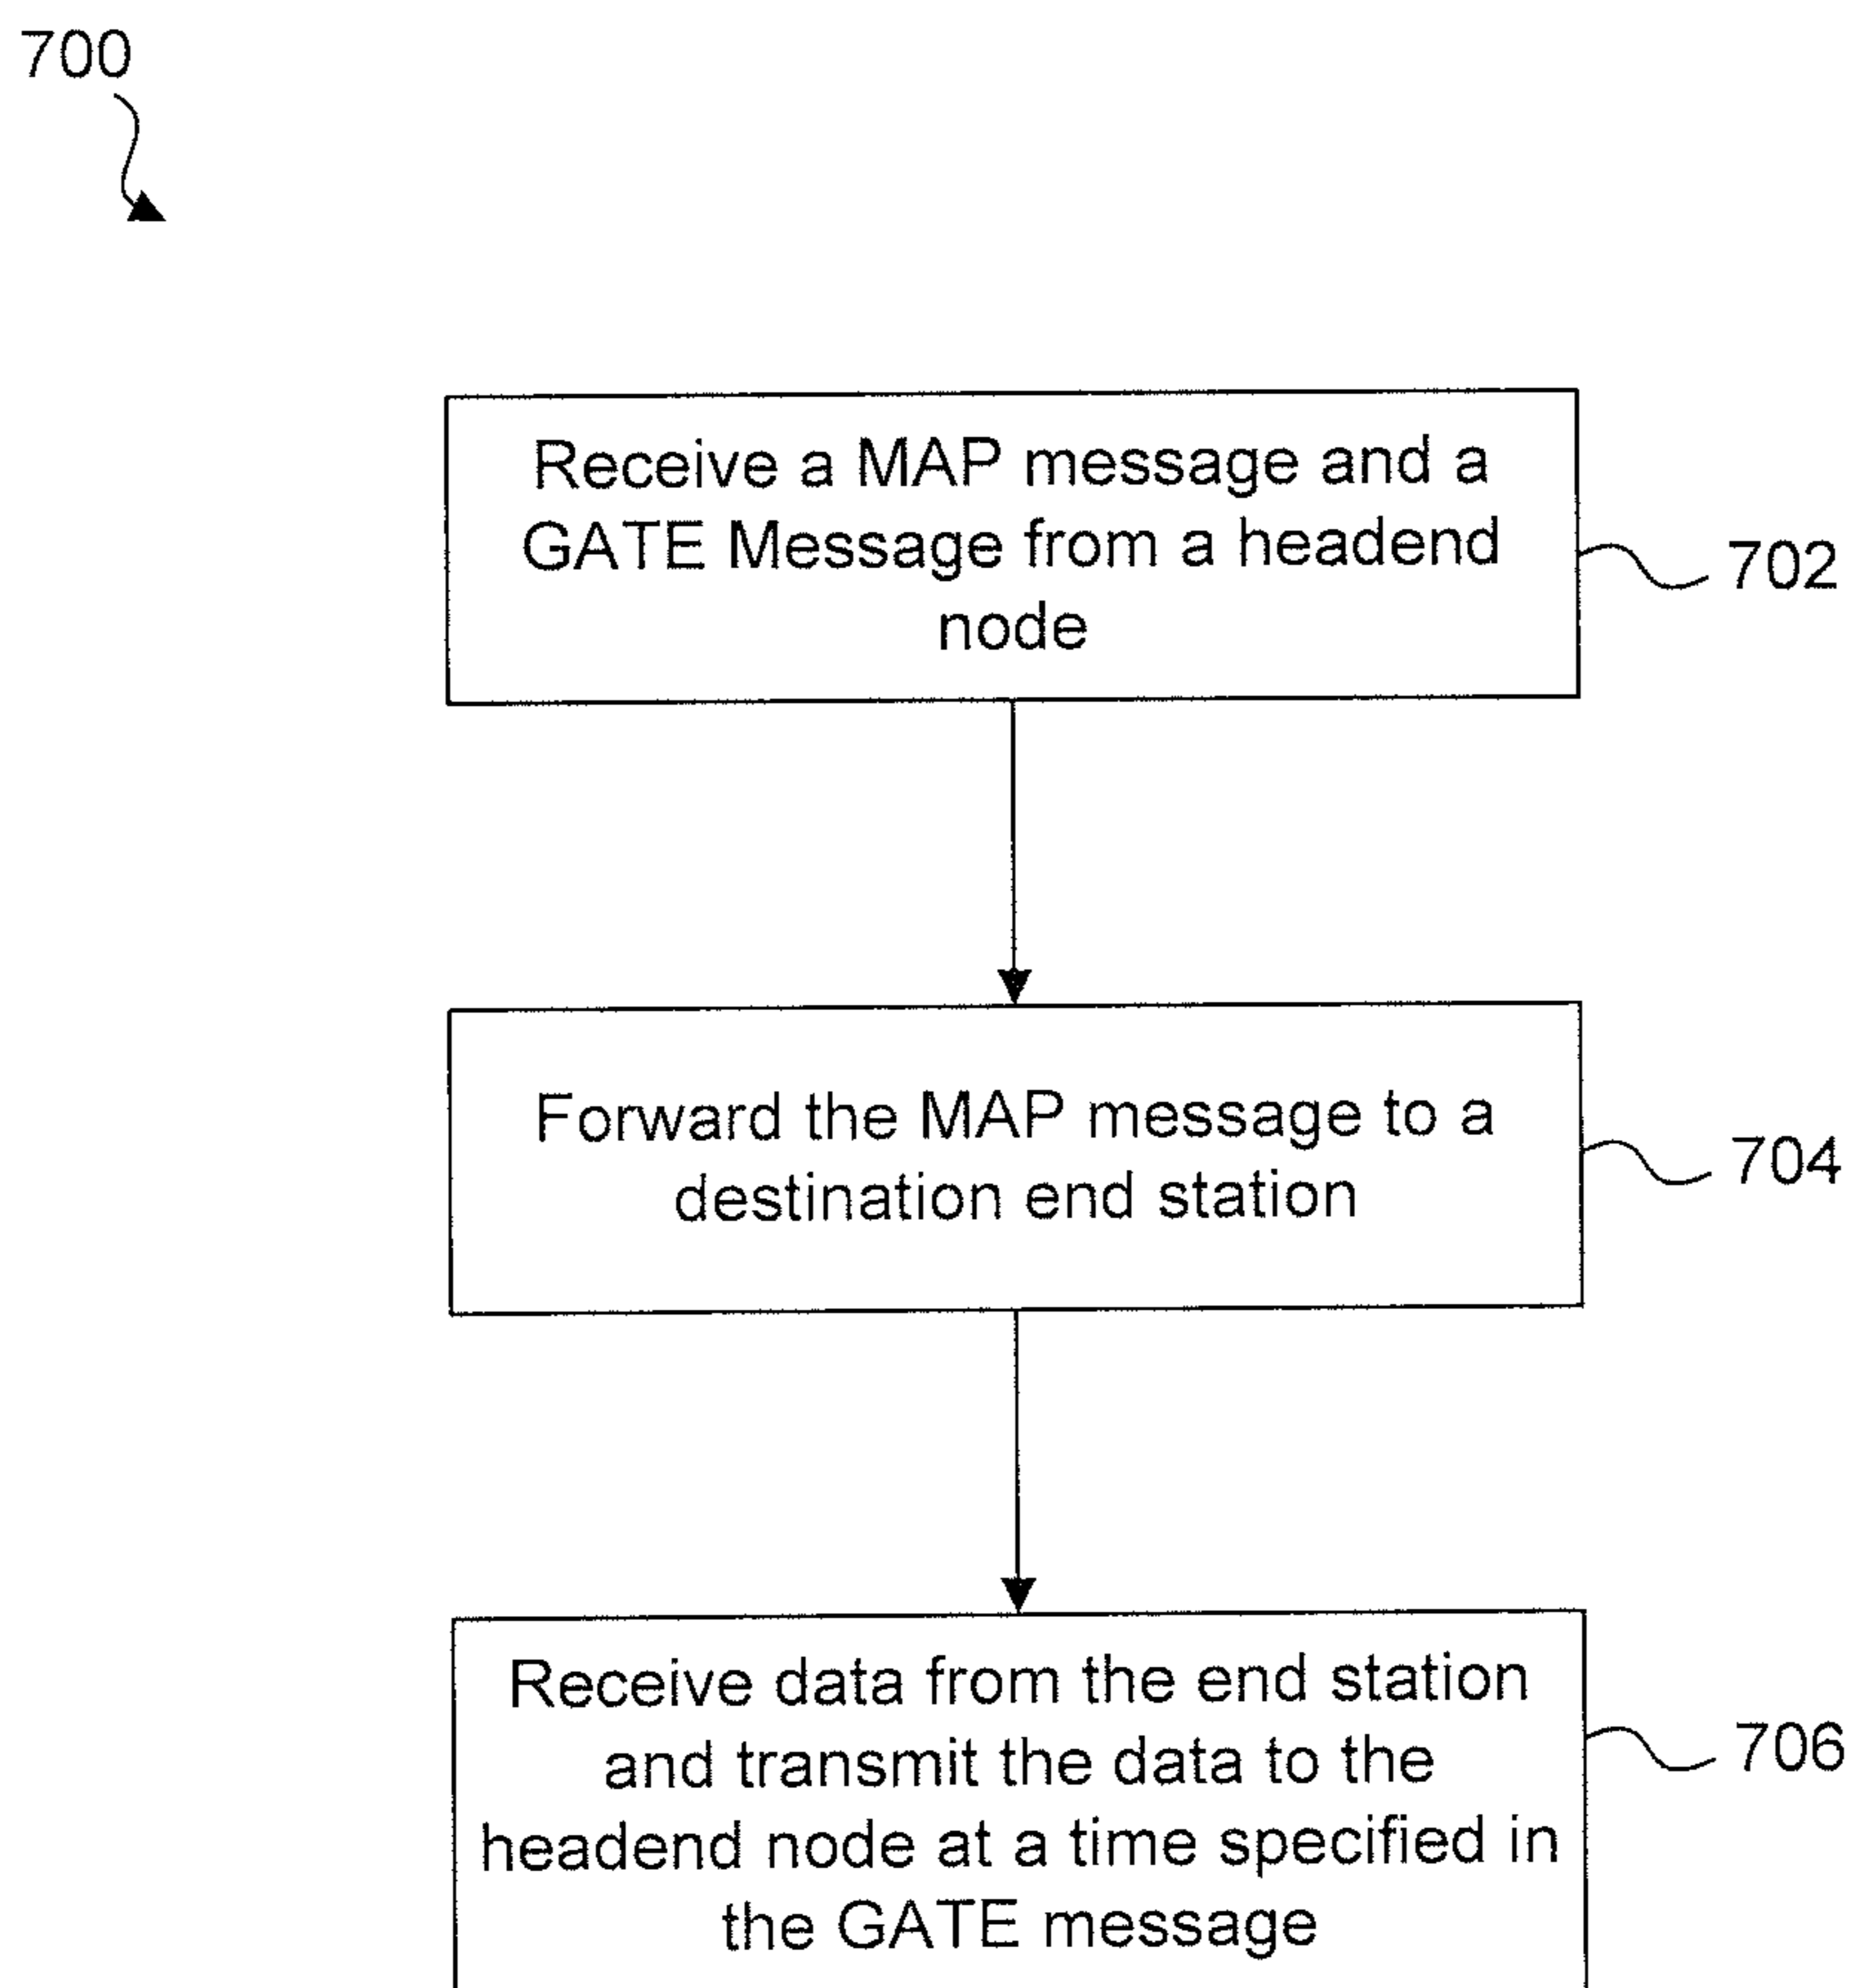 700
Receive a MAP message and a
GATE Message from a headend
node
702
Forward the MAP message to a
destination end station
704
Receive data from the end station
and transmit the data to the
headend node at a time specified in
the GATE message
706